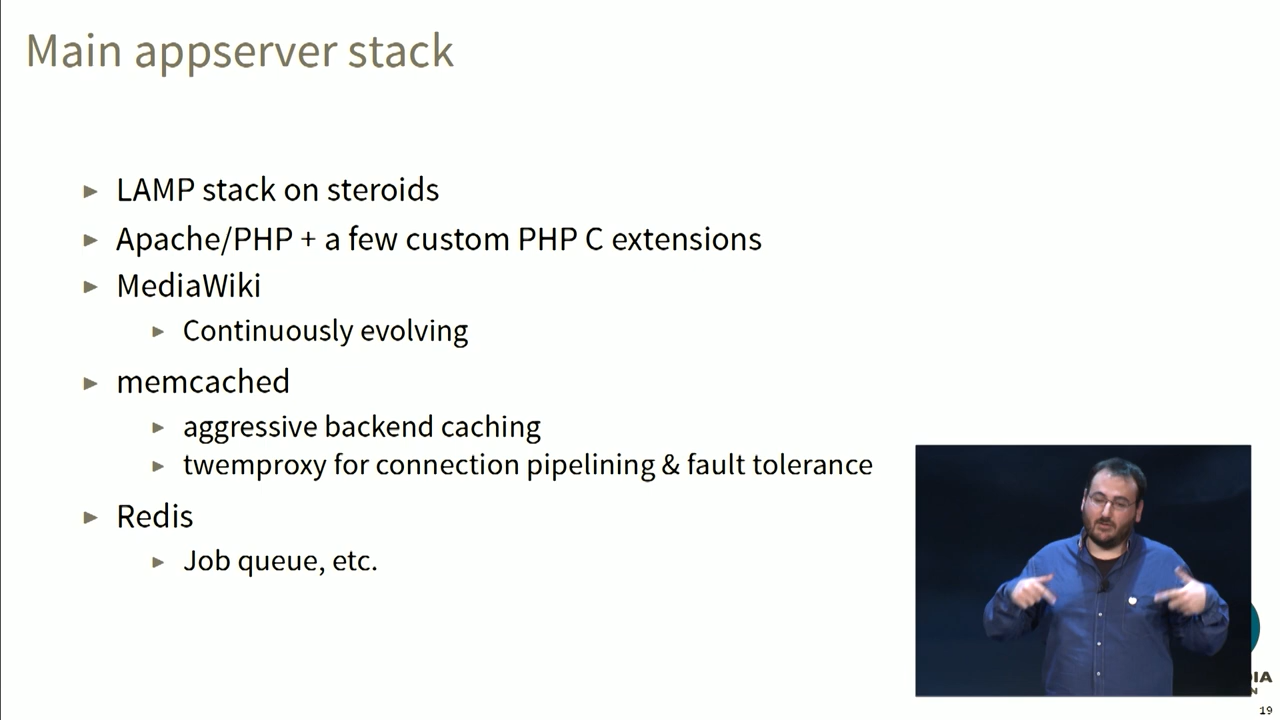 Main appserver stack
LAMP stack on steroids
Apache/PHP + a few custom PHP C extensions
MediaWiki
Continuously evolving
memcached
aggressive backend caching
twemproxy for connection pipelining & fault tolerance
Redis
Job queue, etc.
19